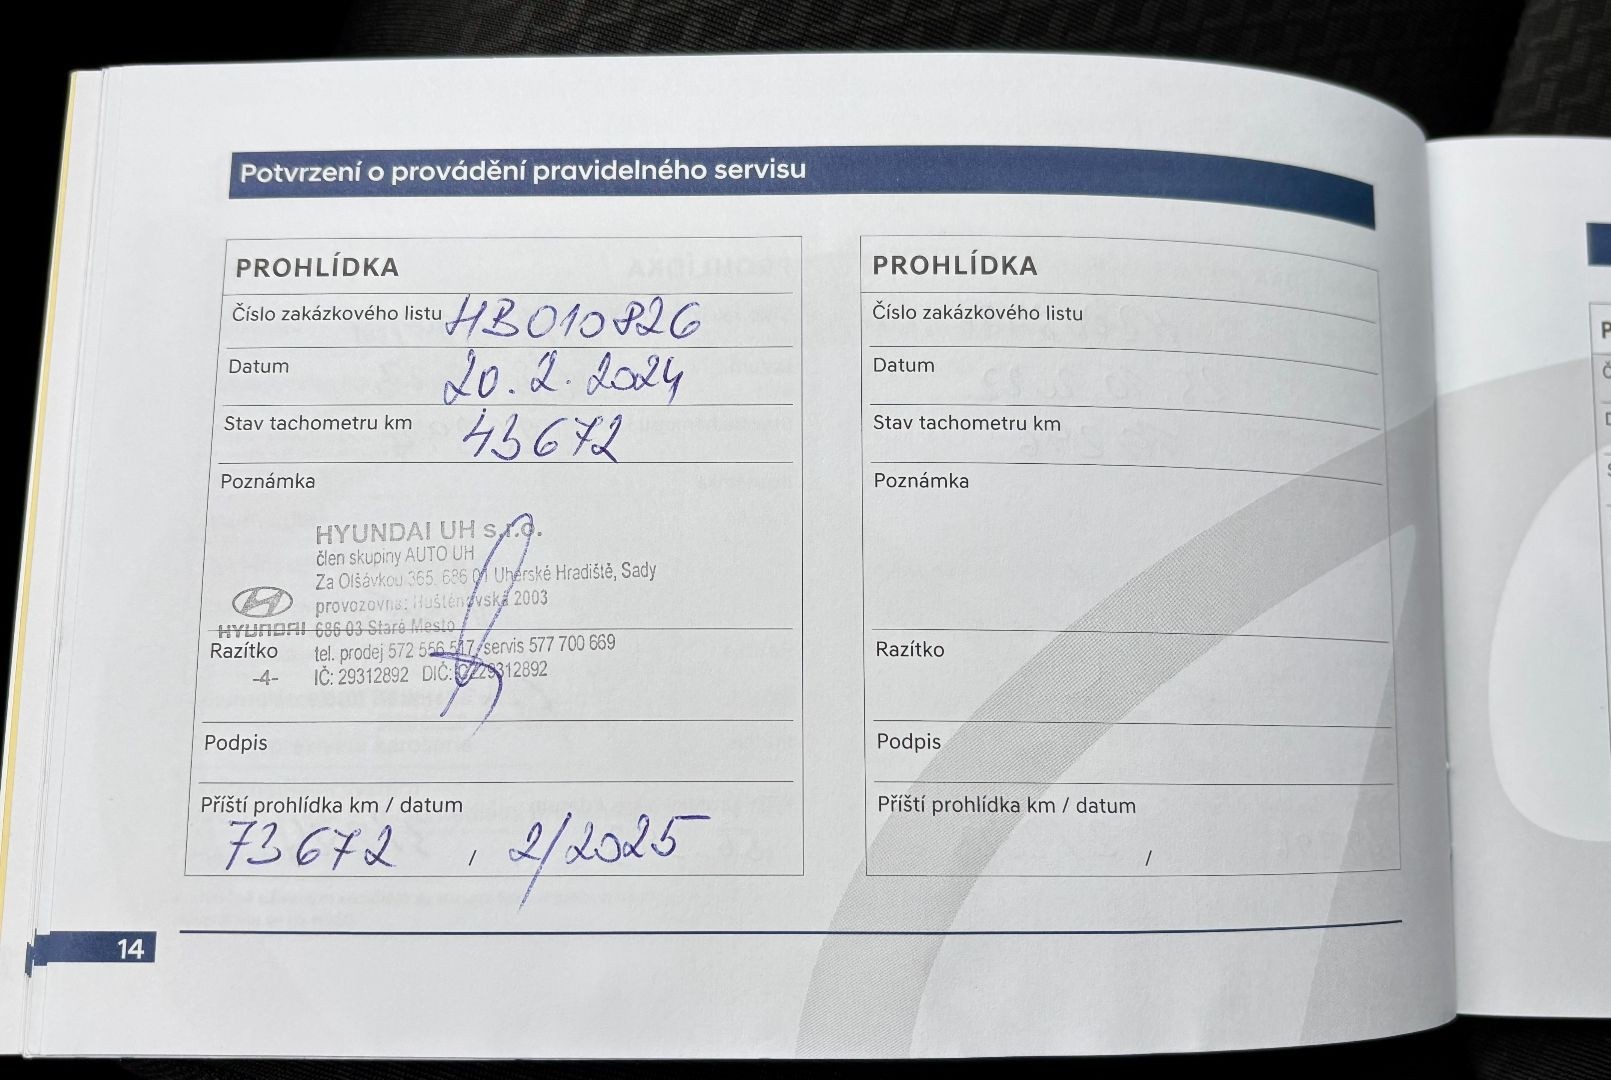 Potvrzení o provádění pravidelného servisu
PROHLÍDKA
Číslo zakázkového listu HB010826
Datum 20. 2. 2024
Stav tachometru km 43672
Poznámka
HYUNDAI UH s.r.o.
člen skupiny AUTO UH
Za Olšávkou 365, 686 01 Uherské Hradiště, Sady
provozovna: Huštěnovská 2003
HYUNDAI 686 03 Staré Město
Razítko tel. prodej 572 556 517, servis 577 700 669
-4- IČ: 29312892 DIČ: CZ29312892
Podpis
Příští prohlídka km / datum
73672 / 2/2025
PROHLÍDKA
Číslo zakázkového listu
Datum
Stav tachometru km
Poznámka
Razítko
Podpis
Příští prohlídka km / datum
/
14